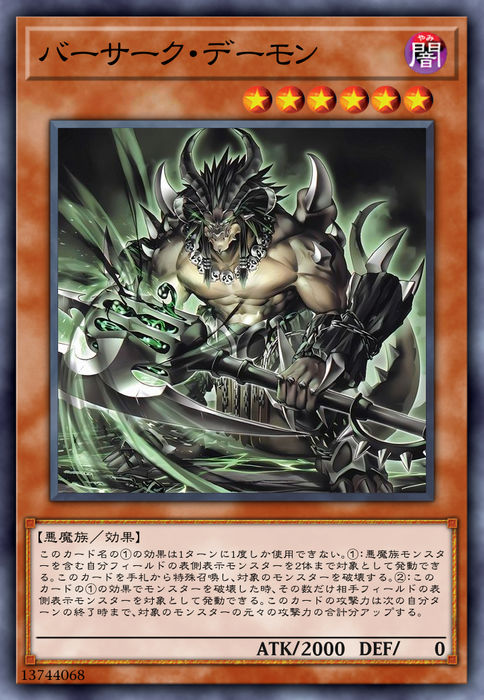 バーサーク・デーモン
やみ
闇
【悪魔族／効果】
このカード名の①の効果は1ターンに1度しか使用できない。①：悪魔族モンスタ
ーを含む自分フィールドの表側表示モンスターを2体まで対象として発動でき
る。このカードを手札から特殊召喚し、対象のモンスターを破壊する。②：この
カードの①の効果でモンスターを破壊した時、その数だけ相手フィールドの表
側表示モンスターを対象として発動できる。このカードの攻撃力は次の自分ター
ンの終了時まで、対象のモンスターの元々の攻撃力の合計分アップする。
ATK/2000 DEF/ 0
13744068